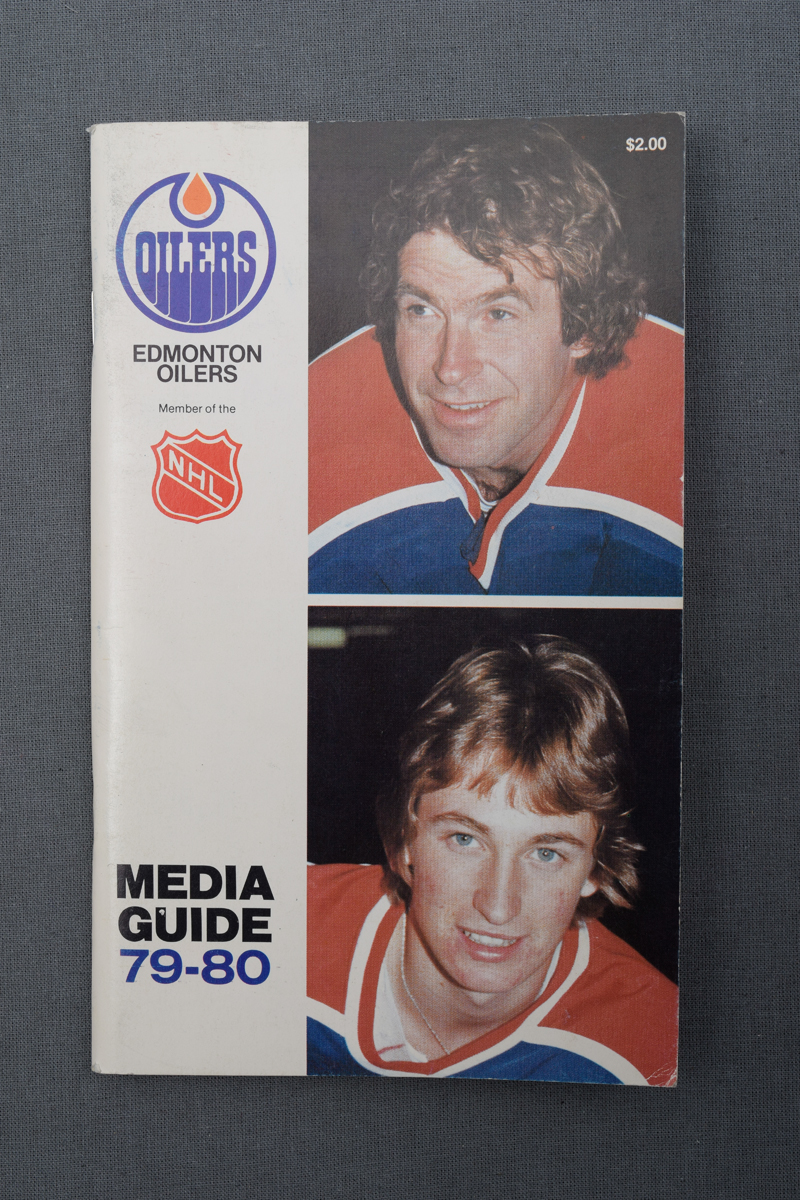 $2.00
OILERS
EDMONTON
OILERS
Member of the
NHL
MEDIA
GUIDE
79-80